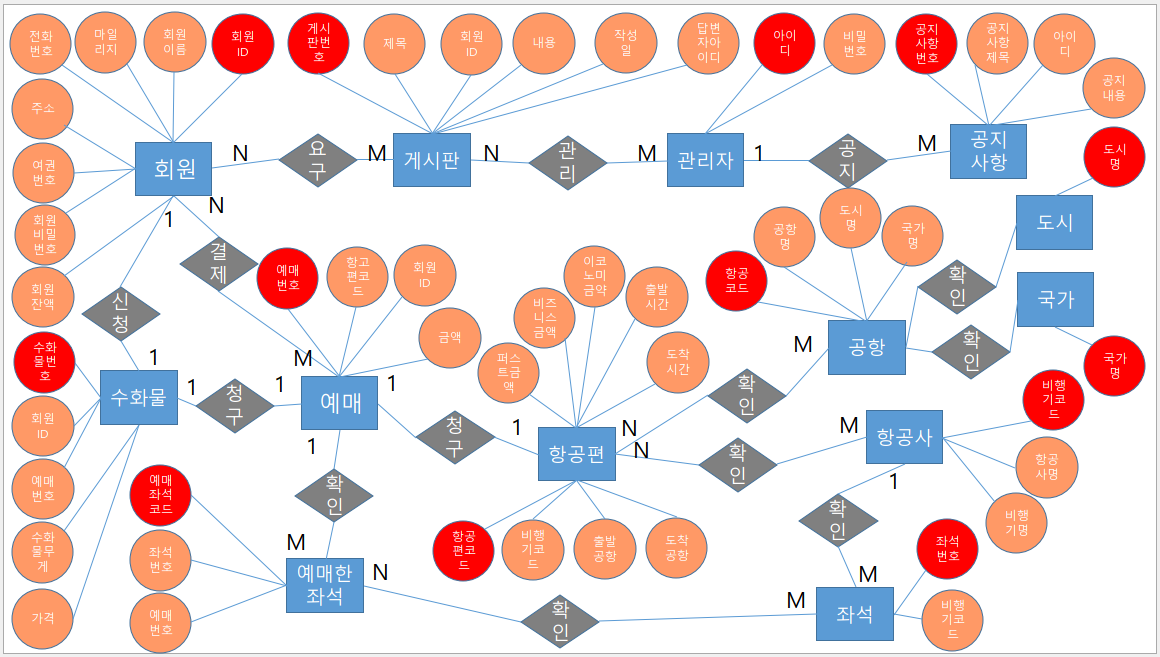 전화
번호
마일
리지
회원
이름
회원
ID
게시
판번
호
제목
회원
ID
내용
작성
일
답변
자아
이디
아이
디
비밀
번호
공지
사항
번호
공지
사항
제목
아이
디
공지
내용
주소
회원
N
요
구
M
게시판
N
관
리
M
관리자
1
공
지
M
공지
사항
도시
명
여권
번호
회원
비밀
번호
1
N
공항
명
도시
명
국가
명
도시
회원
잔액
신
청
결
제
예매
번호
항고
편코
드
회원
ID
비즈
니스
금액
이코
노미
금약
출발
시간
항공
코드
확
인
국가
수화
물번
호
1
M
금액
퍼스
트금
액
도착
시간
M
공항
확
인
국가
명
수화물
1
청
구
1
예매
1
청
구
1
N
확
인
비행
기코
드
회원
ID
1
항공편
N
확
인
M
항공사
항공
사명
예매
번호
예매
좌석
코드
확
인
1
확
인
비행
기명
수화
물무
게
좌석
번호
M
예매한
좌석
N
항공
편코
드
비행
기코
드
출발
공항
도착
공항
M
좌석
번호
가격
예매
번호
확
인
M
좌석
비행
기코
드